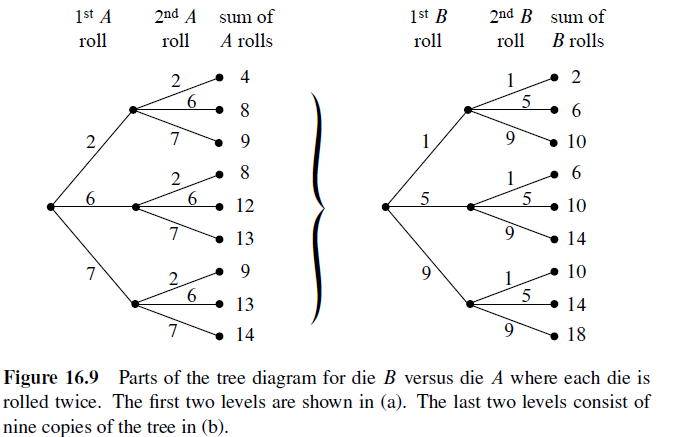 1st A 2nd A sum of 1st B 2nd B sum of
roll roll A rolls roll roll B rolls
2 4 1 2
6 8 5 6
2 7 9 1 9 10
2 8 1 6
6 6 12 5 5 10
7 13 9 14
7 2 9 9 1 10
6 13 5 14
7 14 9 18
Figure 16.9 Parts of the tree diagram for die B versus die A where each die is
rolled twice. The first two levels are shown in (a). The last two levels consist of
nine copies of the tree in (b).